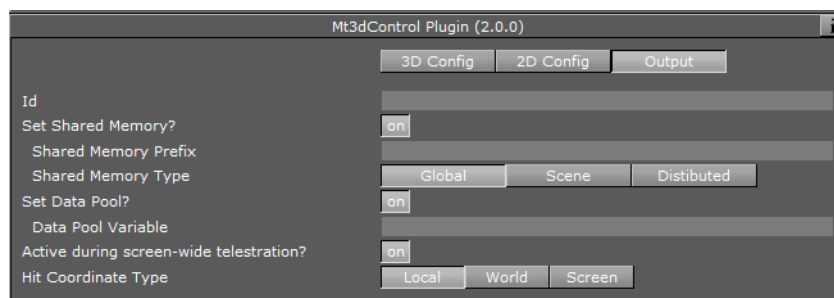 Mt3dControl Plugin (2.0.0)
3D Config 2D Config Output
Id
Set Shared Memory? on
Shared Memory Prefix
Shared Memory Type Global Scene Distibuted
Set Data Pool? on
Data Pool Variable
Active during screen-wide telestration? on
Hit Coordinate Type Local World Screen